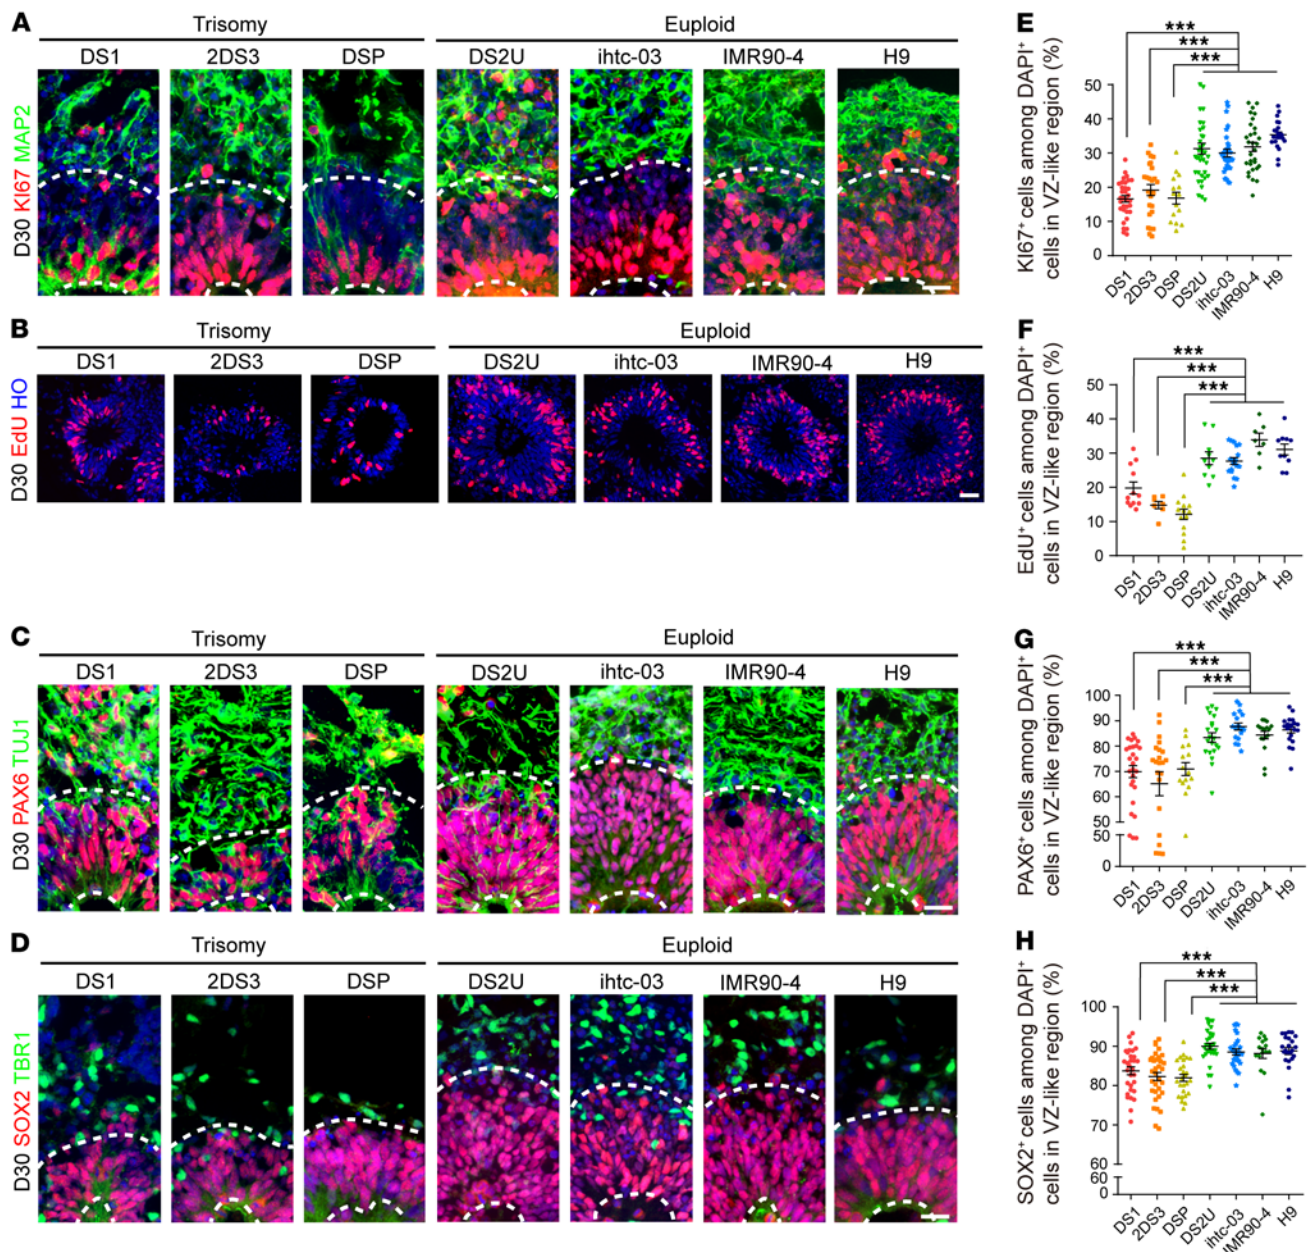 A
Trisomy
Euploid
DS1 2DS3 DSP DS2U ihtc-03 IMR90-4 H9
D30 KI67 MAP2
B
Trisomy
Euploid
DS1 2DS3 DSP DS2U ihtc-03 IMR90-4 H9
D30 EdU HO
C
Trisomy
Euploid
DS1 2DS3 DSP DS2U ihtc-03 IMR90-4 H9
D30 PAX6 TUJ1
D
Trisomy
Euploid
DS1 2DS3 DSP DS2U ihtc-03 IMR90-4 H9
D30 SOX2 TBR1
E
***
***
***
KI67⁺ cells among DAPI⁺
cells in VZ-like region (%)
50
40
30
20
10
0
DS1 2DS3 DSP DS2U ihtc-03 IMR90-4 H9
F
***
***
***
EdU⁺ cells among DAPI⁺
cells in VZ-like region (%)
50
40
30
20
10
0
DS1 2DS3 DSP DS2U ihtc-03 IMR90-4 H9
G
***
***
***
PAX6⁺ cells among DAPI⁺
cells in VZ-like region (%)
100
90
80
70
60
50
50
0
DS1 2DS3 DSP DS2U ihtc-03 IMR90-4 H9
H
***
***
***
SOX2⁺ cells among DAPI⁺
cells in VZ-like region (%)
100
90
80
70
60
60
0
DS1 2DS3 DSP DS2U ihtc-03 IMR90-4 H9